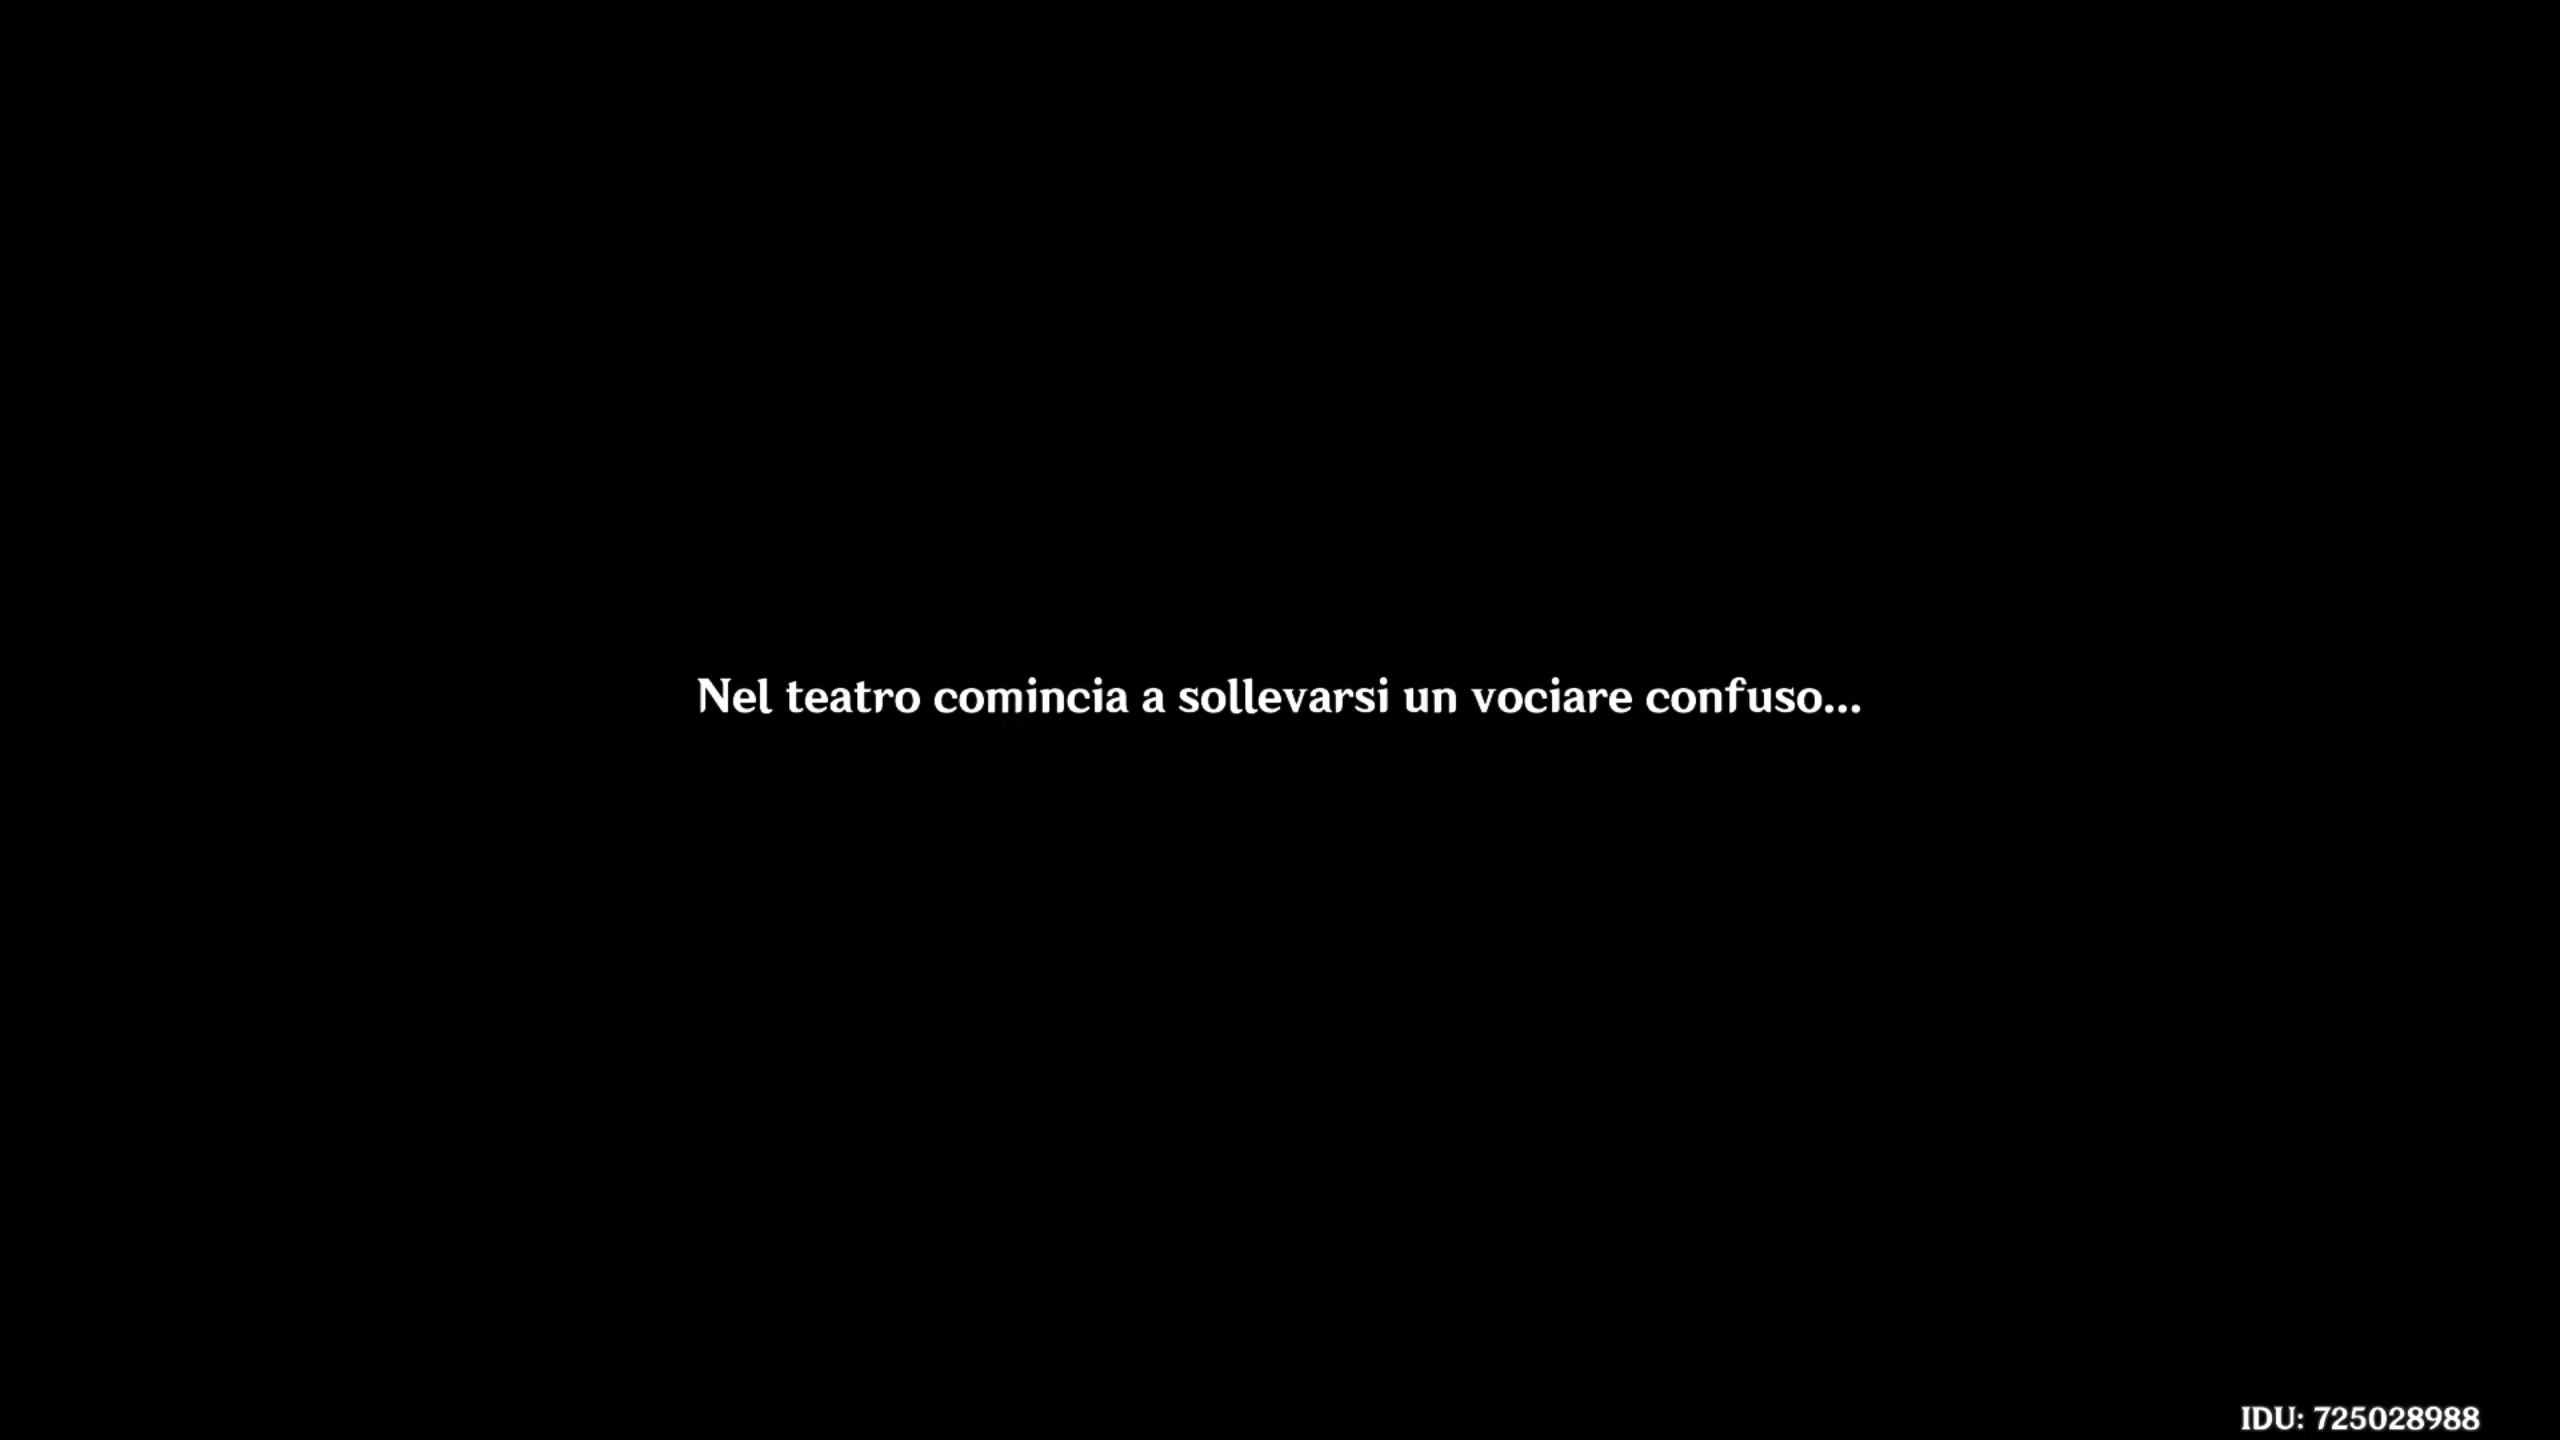 Nel teatro comincia a sollevarsi un vociare confuso...
IDU: 725028988